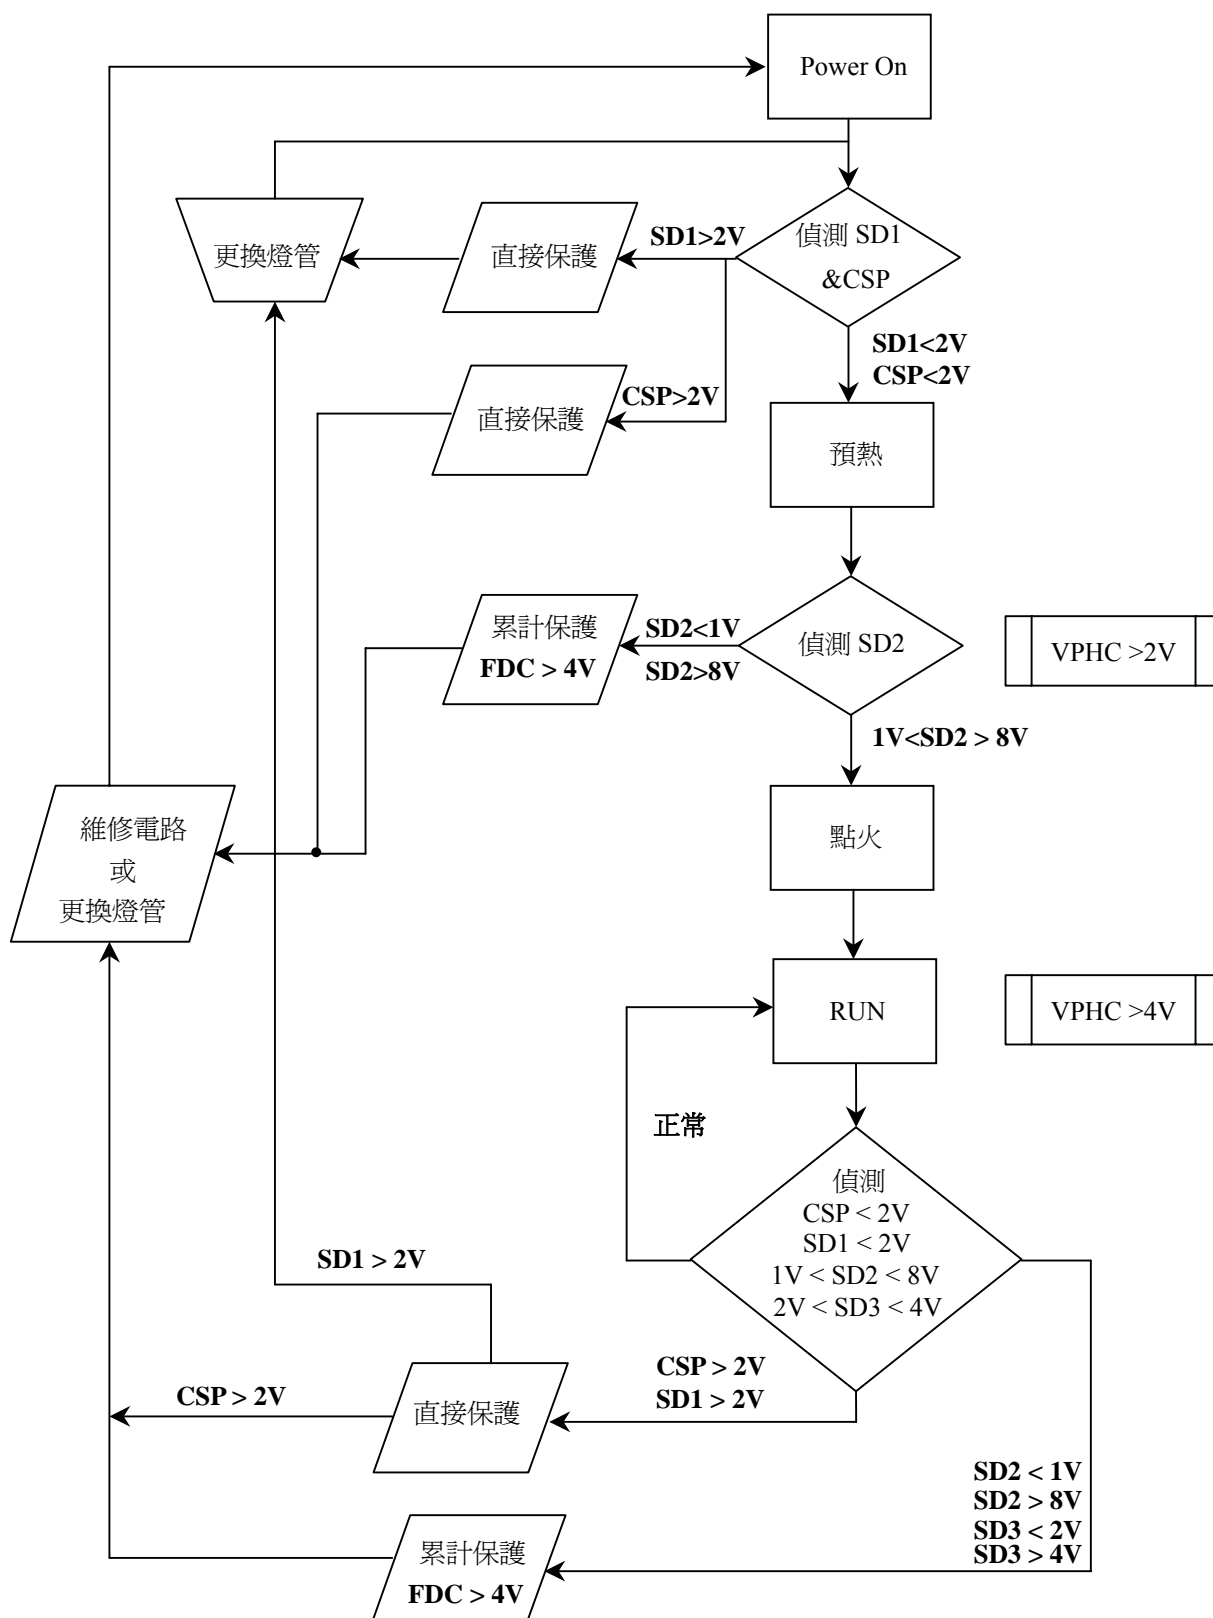 Power On
偵測 SD1
&CSP
SD1>2V
直接保護
更換燈管
SD1<2V
CSP<2V
CSP>2V
直接保護
預熱
偵測 SD2
SD2<1V
SD2>8V
累計保護
FDC > 4V
VPHC >2V
1V<SD2 > 8V
維修電路
或
更換燈管
點火
RUN
VPHC >4V
正常
偵測
CSP < 2V
SD1 < 2V
1V < SD2 < 8V
2V < SD3 < 4V
SD1 > 2V
CSP > 2V
SD1 > 2V
CSP > 2V
直接保護
SD2 < 1V
SD2 > 8V
SD3 < 2V
SD3 > 4V
累計保護
FDC > 4V